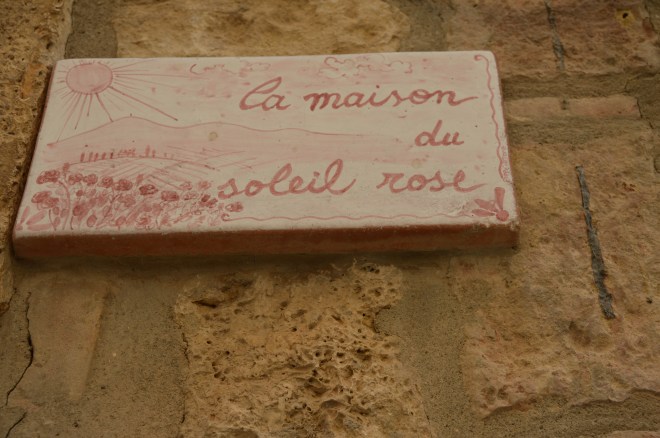 la maison
du
soleil rose